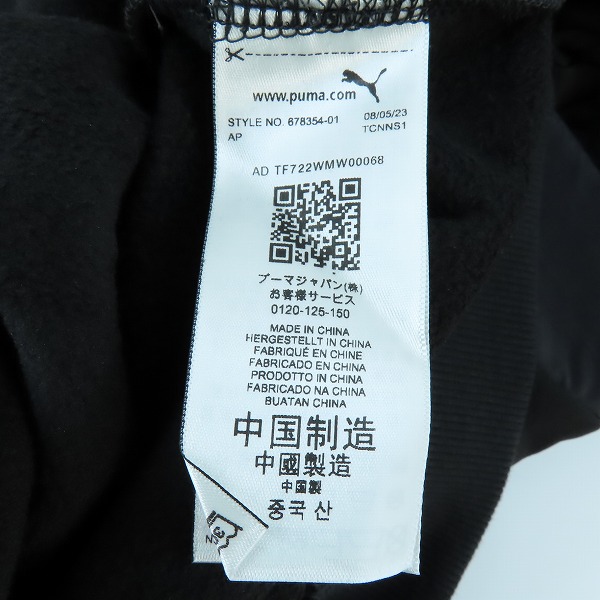 www.puma.com
STYLE NO. 678354-01 08/05/23
AP TCNNS1
AD TF722WMW00068
プーマジャパン(株)
お客様サービス
0120-125-150
MADE IN CHINA
HERGESTELLT IN CHINA
FABRIQUÉ EN CHINE
FABRICADO EN CHINA
PRODOTTO IN CHINA
FABRICADO NA CHINA
BUATAN CHINA
中国制造
中國製造
中国製
중국 산